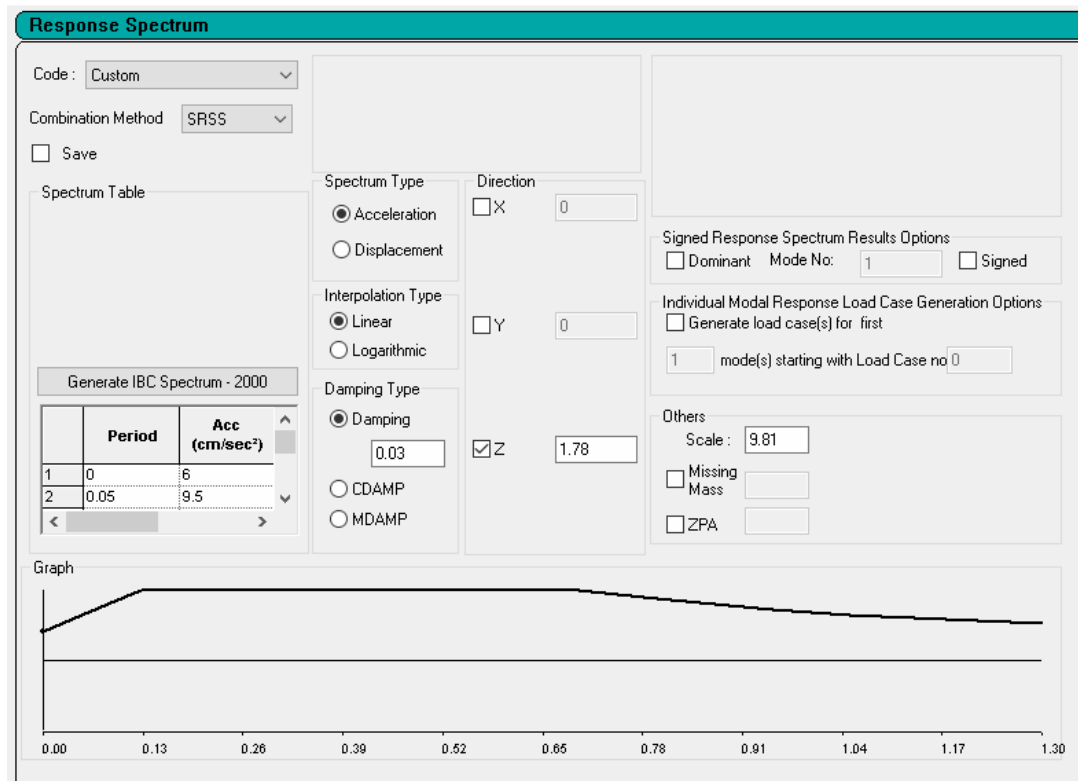 Response Spectrum
Code : Custom
Combination Method SRSS
Save
Spectrum Table
Generate IBC Spectrum - 2000
Period Acc (cm/sec²)
1 0 6
2 0.05 9.5
Spectrum Type
Acceleration
Displacement
Interpolation Type
Linear
Logarithmic
Damping Type
Damping
0.03
CDAMP
MDAMP
Direction
X 0
Y 0
Z 1.78
Signed Response Spectrum Results Options
Dominant Mode No: 1 Signed
Individual Modal Response Load Case Generation Options
Generate load case(s) for first
1 mode(s) starting with Load Case no 0
Others
Scale : 9.81
Missing
Mass
ZPA
Graph
0.00 0.13 0.26 0.39 0.52 0.65 0.78 0.91 1.04 1.17 1.30